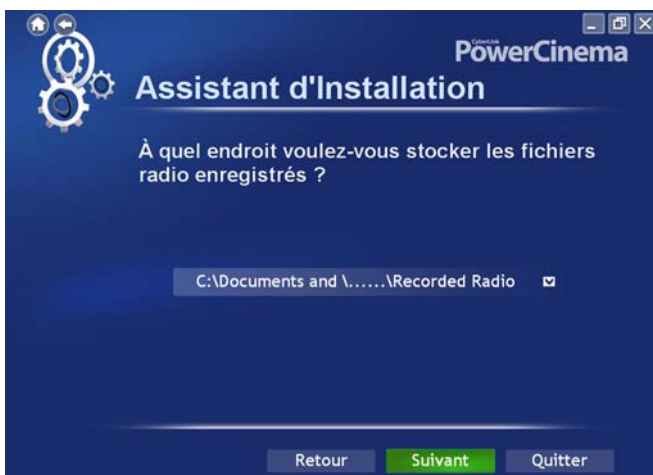 CyberLink
PowerCinema
Assistant d'Installation
À quel endroit voulez-vous stocker les fichiers
radio enregistrés ?
C:\Documents and \......\Recorded Radio
Retour
Suivant
Quitter